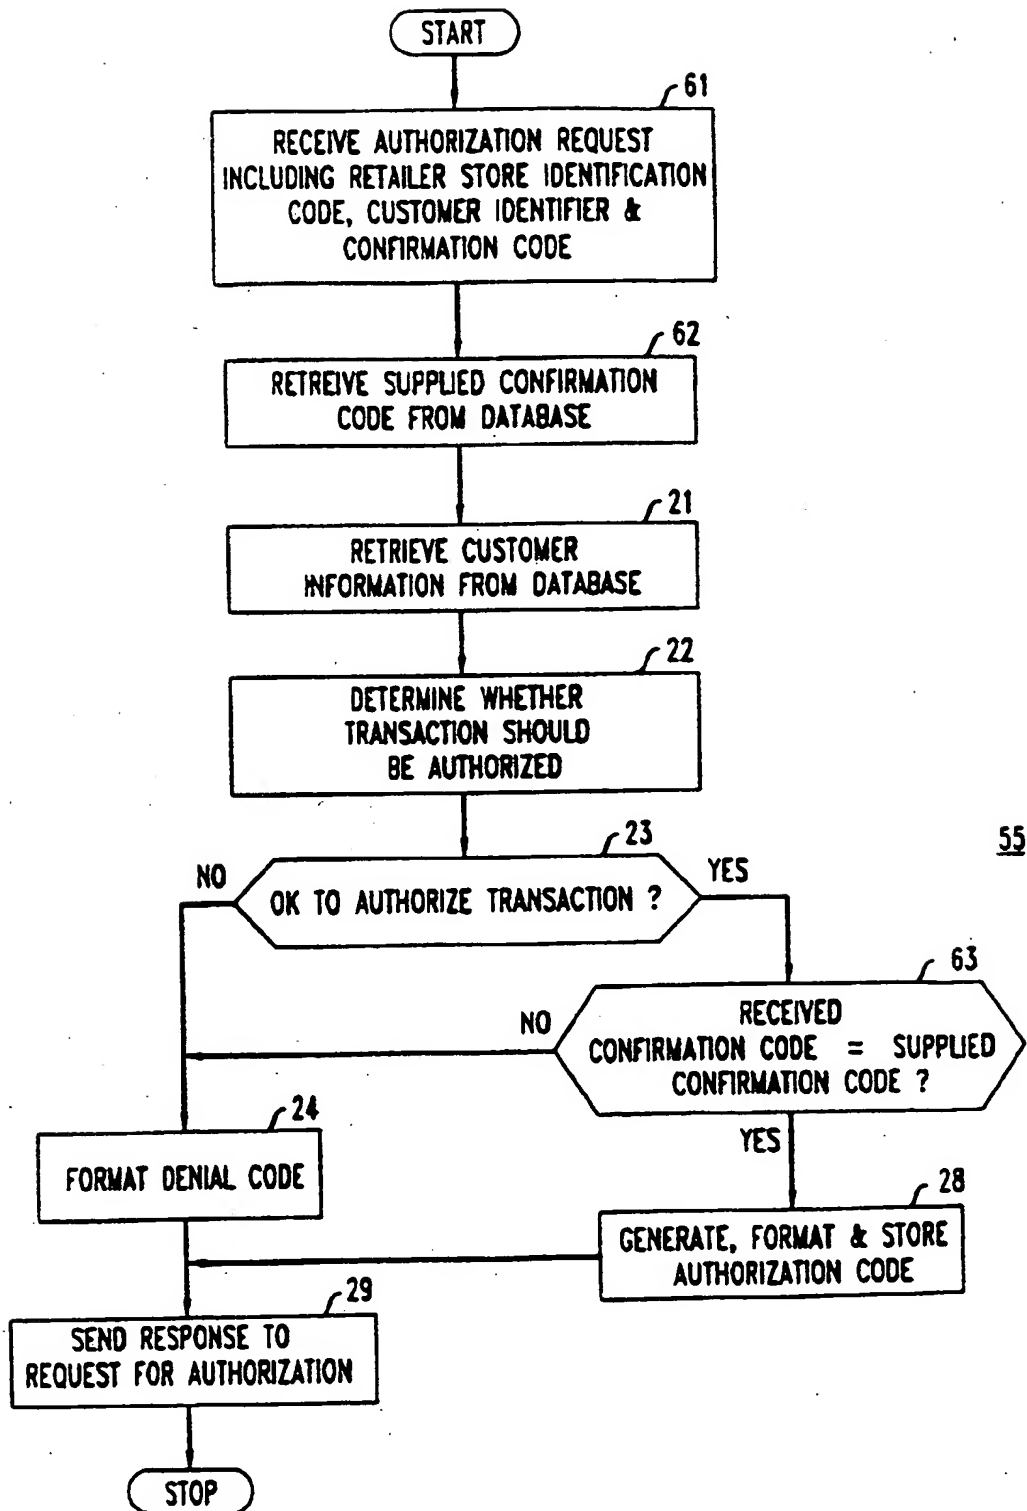 START
61
RECEIVE AUTHORIZATION REQUEST
INCLUDING RETAILER STORE IDENTIFICATION
CODE, CUSTOMER IDENTIFIER &
CONFIRMATION CODE
62
RETREIVE SUPPLIED CONFIRMATION
CODE FROM DATABASE
21
RETRIEVE CUSTOMER
INFORMATION FROM DATABASE
22
DETERMINE WHETHER
TRANSACTION SHOULD
BE AUTHORIZED
55
23
NO
OK TO AUTHORIZE TRANSACTION ?
YES
63
NO
RECEIVED
CONFIRMATION CODE = SUPPLIED
CONFIRMATION CODE ?
YES
24
FORMAT DENIAL CODE
28
GENERATE, FORMAT & STORE
AUTHORIZATION CODE
29
SEND RESPONSE TO
REQUEST FOR AUTHORIZATION
STOP